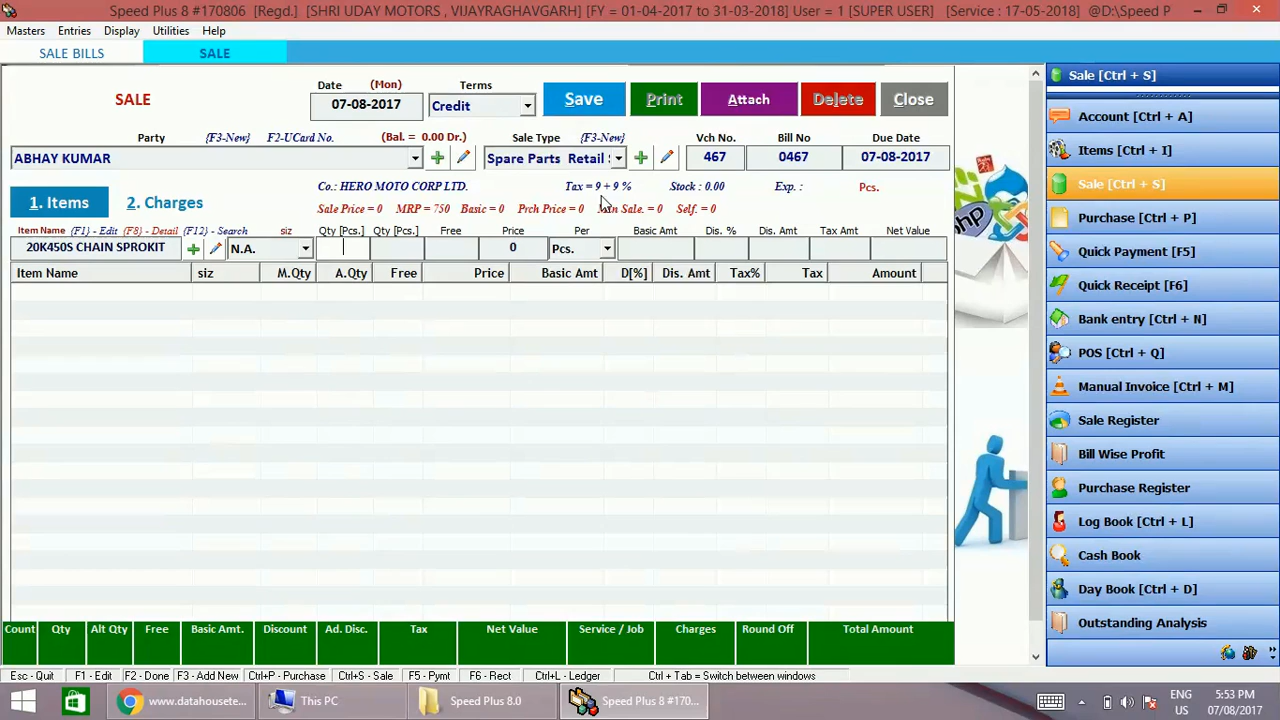 Speed Plus 8 #170806 [Regd.] [SHRI UDAY MOTORS , VIJAYRAGHAVGARH] [FY = 01-04-2017 to 31-03-2018] User = 1 [SUPER USER] [Service : 17-05-2018] @D:\Speed P
Masters Entries Display Utilities Help
SALE BILLS SALE
SALE
Date (Mon) Terms
07-08-2017 Credit Save Print Attach Delete Close
Party {F3-New} F2-UCard No. (Bal. = 0.00 Dr.) Sale Type {F3-New} Vch No. Bill No Due Date
ABHAY KUMAR Spare Parts Retail 467 0467 07-08-2017
Co.: HERO MOTO CORP LTD. Tax = 9 + 9 % Stock : 0.00 Exp. : Pcs.
1. Items 2. Charges
Sale Price = 0 MRP = 750 Basic = 0 Prch Price = 0 Min Sale. = 0 Self. = 0
Item Name {F1} - Edit {F8} - Detail {F12} - Search siz Qty [Pcs.] Qty [Pcs.] Free Price Per Basic Amt Dis. % Dis. Amt Tax Amt Net Value
20K450S CHAIN SPROKIT N.A. 0 Pcs.
Item Name siz M.Qty A.Qty Free Price Basic Amt D[%] Dis. Amt Tax% Tax Amount
Count Qty Alt Qty Free Basic Amt. Discount Ad. Disc. Tax Net Value Service / Job Charges Round Off Total Amount
Esc - Quit F1 - Edit F2 - Done F3 - Add New Ctrl+P - Purchase Ctrl+S - Sale F5 - Pymt F6 - Rect Ctrl+L - Ledger Ctrl + Tab = Switch between windows
Sale [Ctrl + S]
Account [Ctrl + A]
Items [Ctrl + I]
Sale [Ctrl + S]
Purchase [Ctrl + P]
Quick Payment [F5]
Quick Receipt [F6]
Bank entry [Ctrl + N]
POS [Ctrl + Q]
Manual Invoice [Ctrl + M]
Sale Register
Bill Wise Profit
Purchase Register
Log Book [Ctrl + L]
Cash Book
Day Book [Ctrl + D]
Outstanding Analysis
www.datahousete... This PC Speed Plus 8.0 Speed Plus 8 #170... ENG US 5:53 PM 07/08/2017